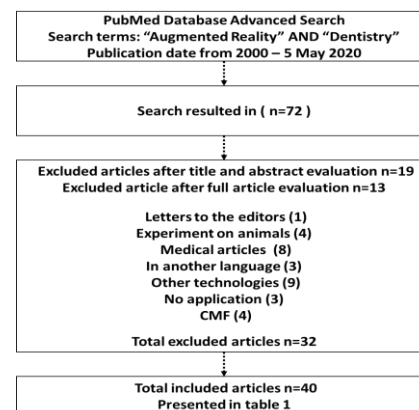 PubMed Database Advanced Search
Search terms: “Augmented Reality” AND “Dentistry”
Publication date from 2000 – 5 May 2020
Search resulted in ( n=72 )
Excluded articles after title and abstract evaluation n=19
Excluded article after full article evaluation n=13
Letters to the editors (1)
Experiment on animals (4)
Medical articles (8)
In another language (3)
Other technologies (9)
No application (3)
CMF (4)
Total excluded articles n=32
Total included articles n=40
Presented in table 1